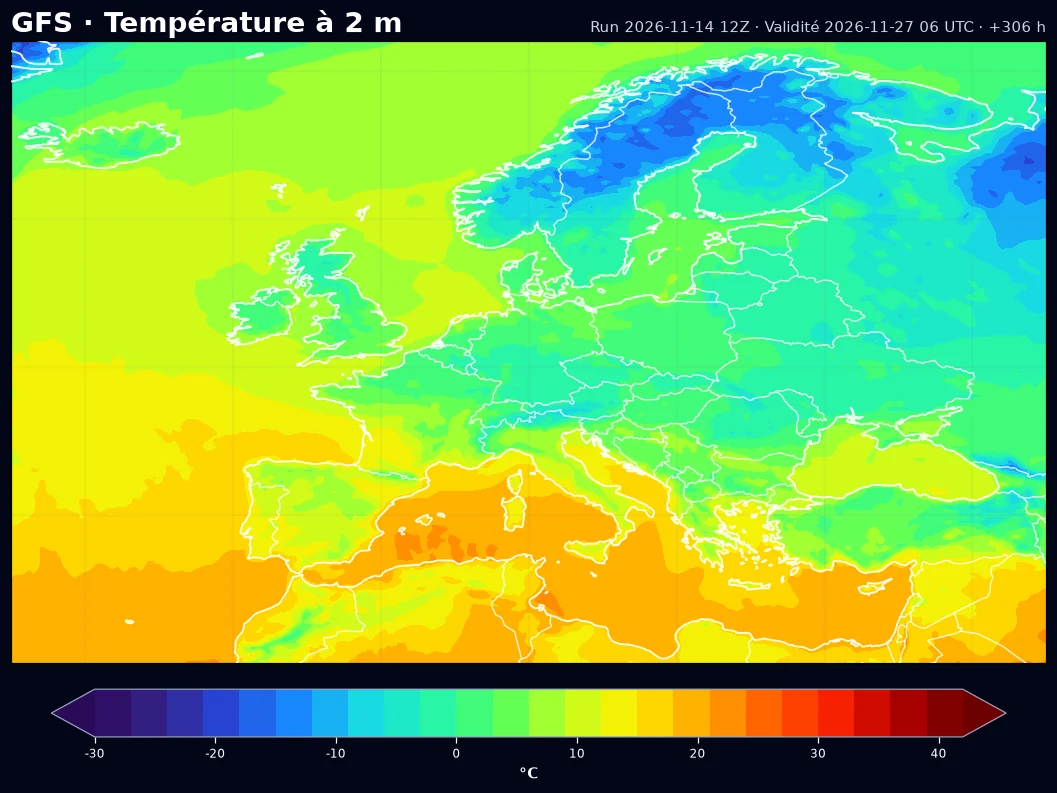 GFS · Température à 2 m
Run 2026-11-14 12Z · Validité 2026-11-27 06 UTC · +306 h
-30 -20 -10 0 10 20 30 40
°C